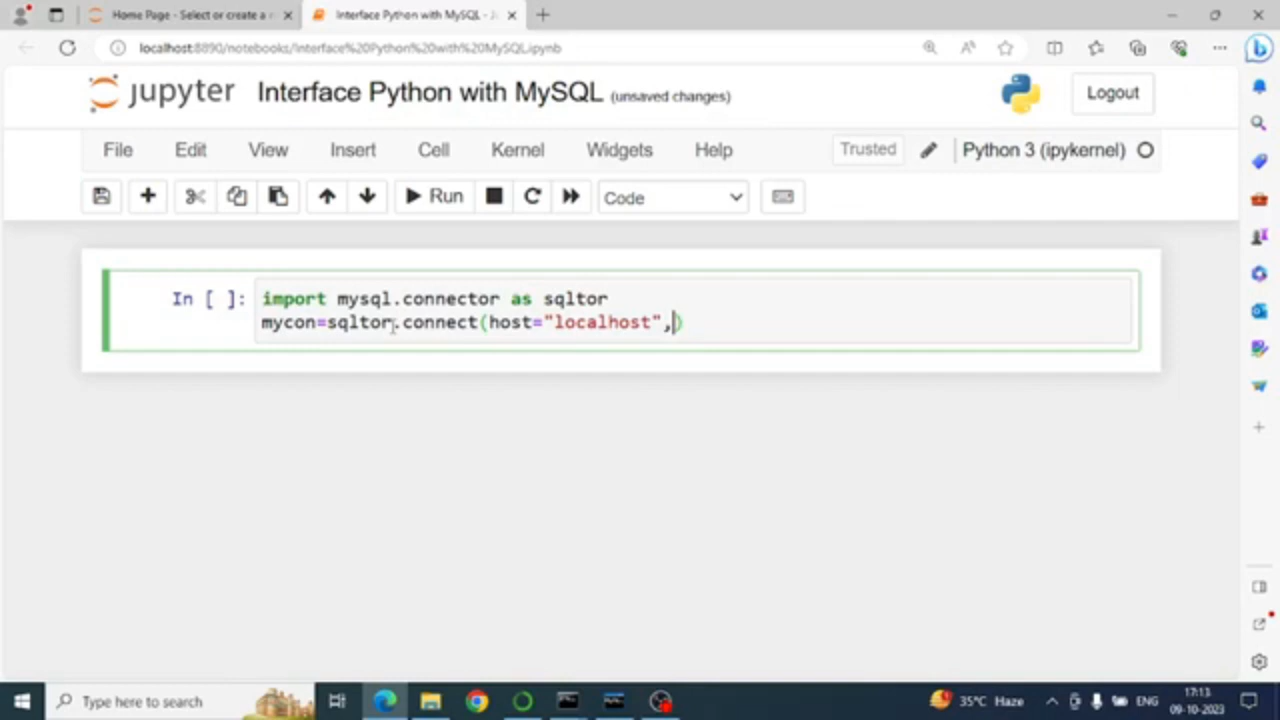 Home Page - Select or create a n
Interface Python with MySQL - J
localhost:8890/notebooks/Interface%20Python%20with%20MySQL.ipynb
jupyter
Interface Python with MySQL (unsaved changes)
Logout
File Edit View Insert Cell Kernel Widgets Help
Trusted
Python 3 (ipykernel)
Run
Code
In [ ]:
import mysql.connector as sqltor
mycon=sqltor.connect(host="localhost",)
Type here to search
35°C Haze
ENG
17:13
09-10-2023